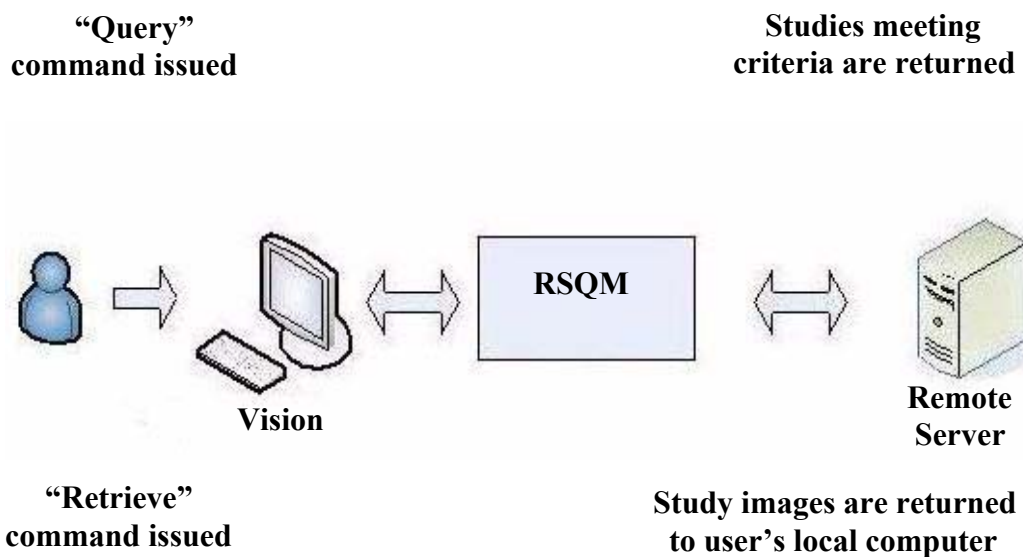 “Query”
command issued
Studies meeting
criteria are returned
RSQM
Vision
Remote
Server
“Retrieve”
command issued
Study images are returned
to user’s local computer